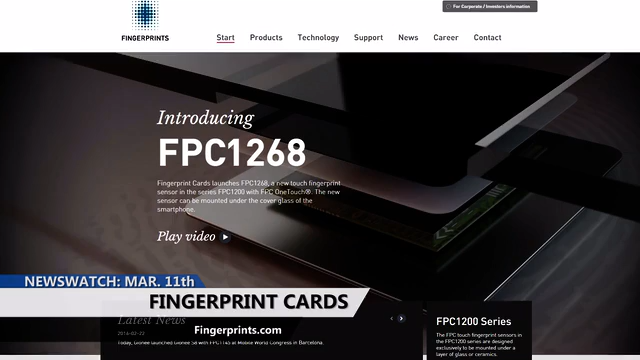 For Corporate / Investors information
FINGERPRINTS
Start Products Technology Support News Career Contact
Introducing
FPC1268
Fingerprint Cards launches FPC1268, a new touch fingerprint
sensor in the series FPC1200 with FPC OneTouch®. The new
sensor can be mounted under the cover glass of the
smartphone.
Play video
NEWSWATCH: MAR. 11th
FINGERPRINT CARDS
Latest News
2016-02-22
Fingerprints.com
Today, Gionee launched Gionee S8 with FPC1145 at Mobile World Congress in Barcelona.
FPC1200 Series
The FPC touch fingerprint sensors in
the FPC1200 series are designed
exclusively to be mounted under a
layer of glass or ceramics.